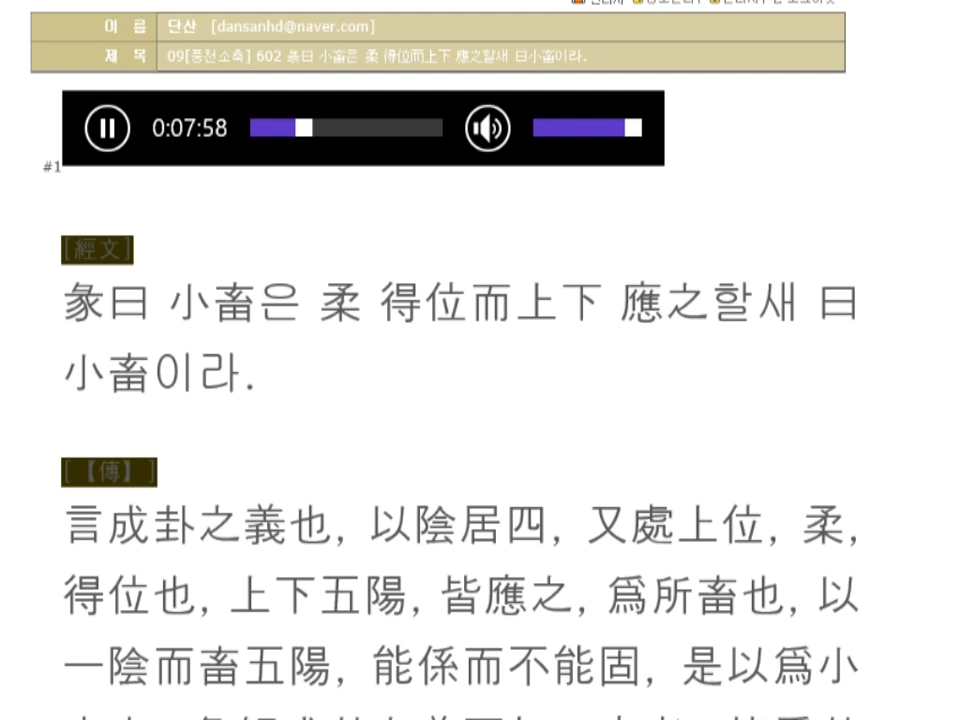 이 름 단산 [dansanhd@naver.com]
제 목 09[풍천소축] 602 彖曰 小畜은 柔 得位而上下 應之할새 曰小畜이라.
0:07:58
#1
[經文]
彖曰 小畜은 柔 得位而上下 應之할새 曰
小畜이라.
[【傳】]
言成卦之義也, 以陰居四, 又處上位, 柔,
得位也, 上下五陽, 皆應之, 爲所畜也, 以
一陰而畜五陽, 能係而不能固, 是以爲小